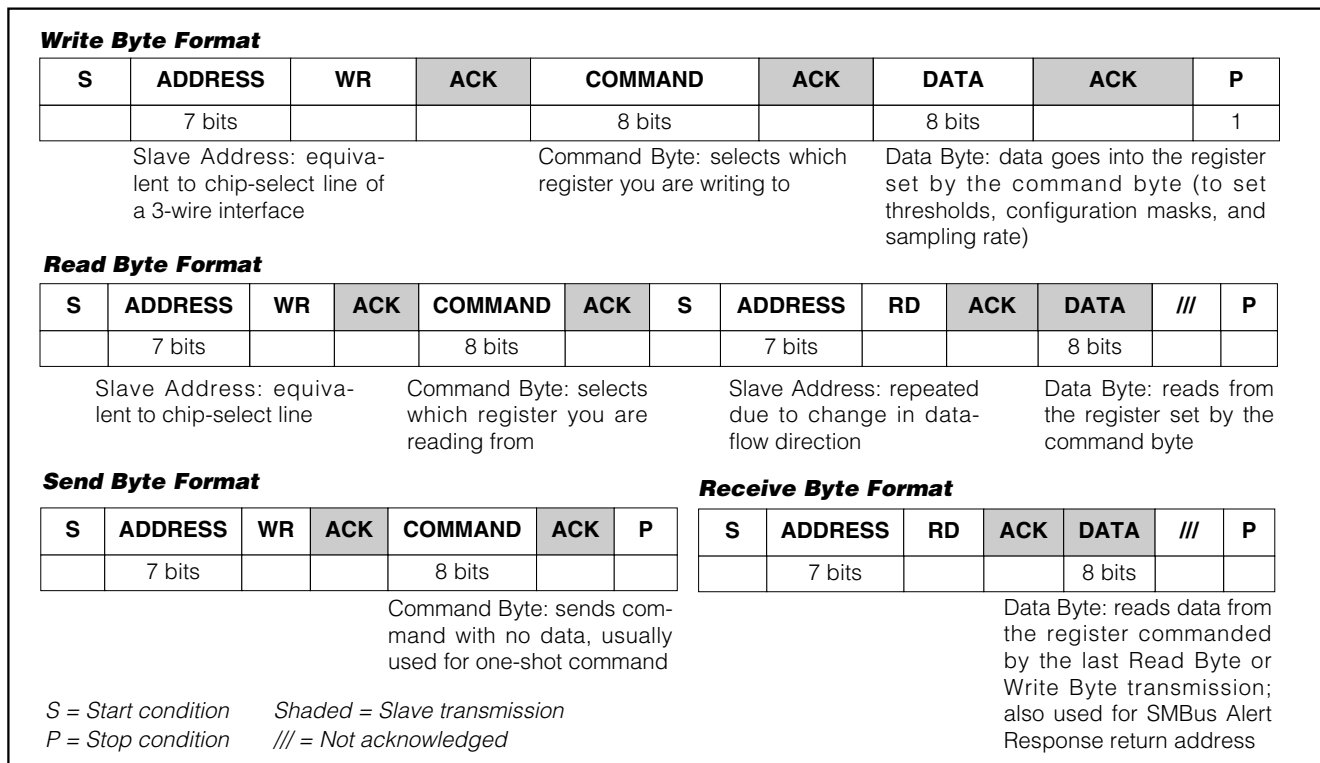 Write Byte Format
S ADDRESS WR ACK COMMAND ACK DATA ACK P
7 bits 8 bits 8 bits 1
Slave Address: equiva-
lent to chip-select line of
a 3-wire interface
Command Byte: selects which
register you are writing to
Data Byte: data goes into the register
set by the command byte (to set
thresholds, configuration masks, and
sampling rate)
Read Byte Format
S ADDRESS WR ACK COMMAND ACK S ADDRESS RD ACK DATA /// P
7 bits 8 bits 7 bits 8 bits
Slave Address: equiva-
lent to chip-select line
Command Byte: selects
which register you are
reading from
Slave Address: repeated
due to change in data-
flow direction
Data Byte: reads from
the register set by the
command byte
Send Byte Format
S ADDRESS WR ACK COMMAND ACK P
7 bits 8 bits
Command Byte: sends com-
mand with no data, usually
used for one-shot command
Receive Byte Format
S ADDRESS RD ACK DATA /// P
7 bits 8 bits
Data Byte: reads data from
the register commanded
by the last Read Byte or
Write Byte transmission;
also used for SMBus Alert
Response return address
S = Start condition Shaded = Slave transmission
P = Stop condition /// = Not acknowledged